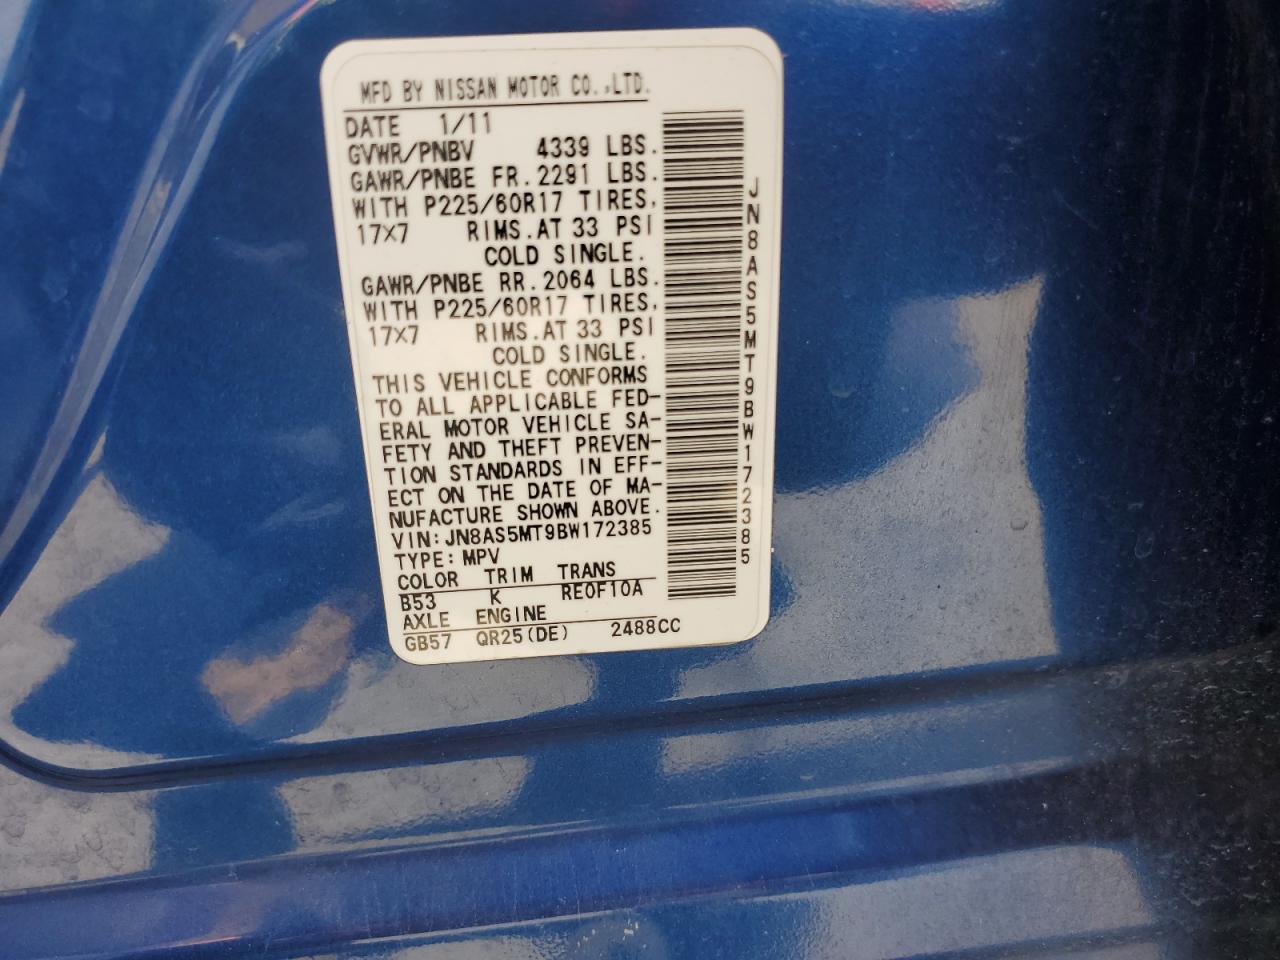 MFD BY NISSAN MOTOR CO.,LTD.
DATE 1/11
GVWR/PNBV 4339 LBS.
GAWR/PNBE FR.2291 LBS.
WITH P225/60R17 TIRES,
17X7 RIMS.AT 33 PSI
COLD SINGLE.
GAWR/PNBE RR.2064 LBS.
WITH P225/60R17 TIRES,
17X7 RIMS.AT 33 PSI
COLD SINGLE.
THIS VEHICLE CONFORMS
TO ALL APPLICABLE FED-
ERAL MOTOR VEHICLE SA-
FETY AND THEFT PREVEN-
TION STANDARDS IN EFF-
ECT ON THE DATE OF MA-
NUFACTURE SHOWN ABOVE.
VIN:JN8AS5MT9BW172385
TYPE:MPV
COLOR TRIM TRANS
B53 K RE0F10A
AXLE ENGINE
GB57 QR25(DE) 2488CC
JN8AS5MT9BW172385